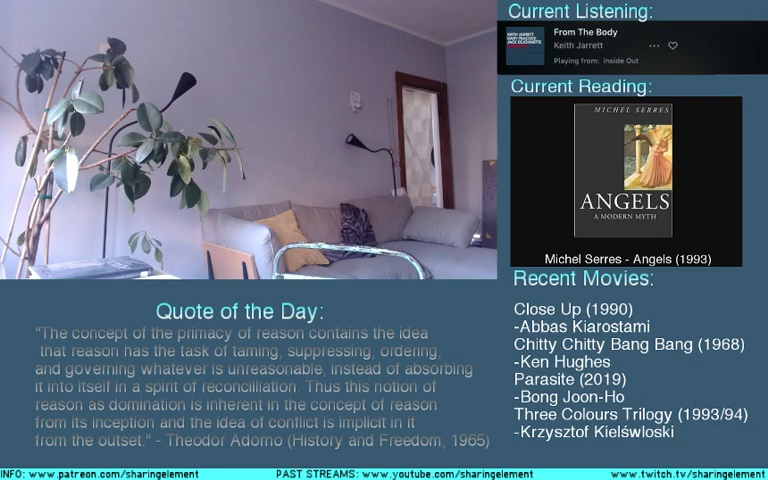 Current Listening:
From The Body
Keith Jarrett
Playing from: Inside Out
KEITH JARRETT
GARY PEACOCK
JACK DEJOHNETTE
Current Reading:
MICHEL SERRES
ANGELS
A MODERN MYTH
Michel Serres - Angels (1993)
Recent Movies:
Close Up (1990)
-Abbas Kiarostami
Chitty Chitty Bang Bang (1968)
-Ken Hughes
Parasite (2019)
-Bong Joon-Ho
Three Colours Trilogy (1993/94)
-Krzysztof Kielśwloski
Quote of the Day:
"The concept of the primacy of reason contains the idea
that reason has the task of taming, suppressing, ordering,
and governing whatever is unreasonable, instead of absorbing
it into itself in a spirit of reconcilliation. Thus this notion of
reason as domination is inherent in the concept of reason
from its inception and the idea of conflict is implicit in it
from the outset." - Theodor Adorno (History and Freedom, 1965)
INFO: www.patreon.com/sharingelement
PAST STREAMS: www.youtube.com/sharingelement
www.twitch.tv/sharingelement